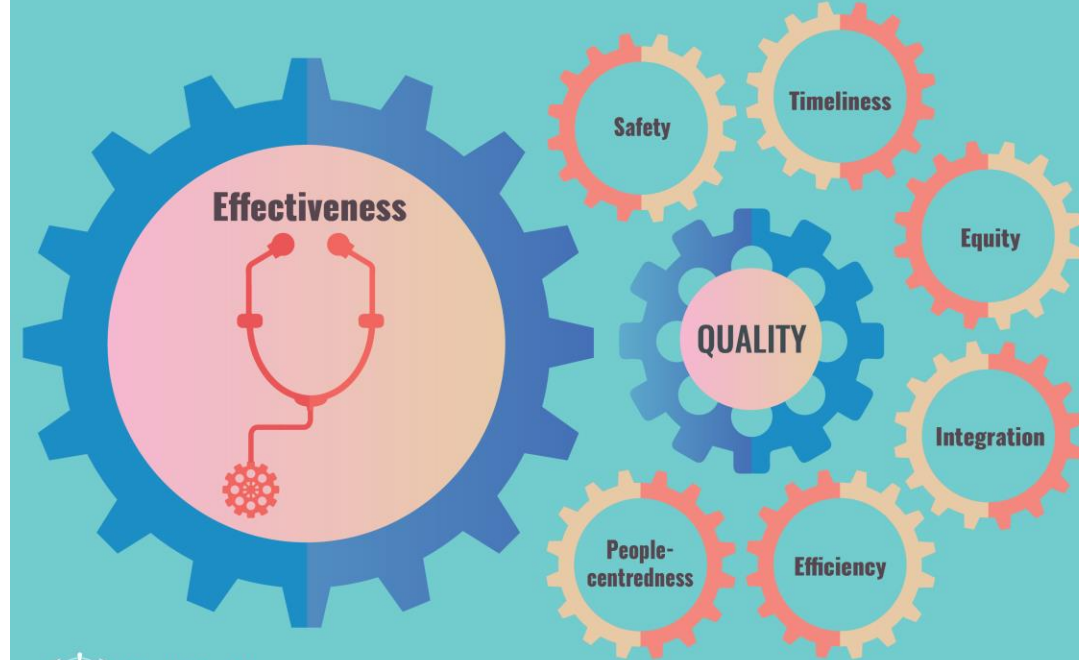 Effectiveness
Safety
Timeliness
Equity
QUALITY
Integration
People-
centredness
Efficiency